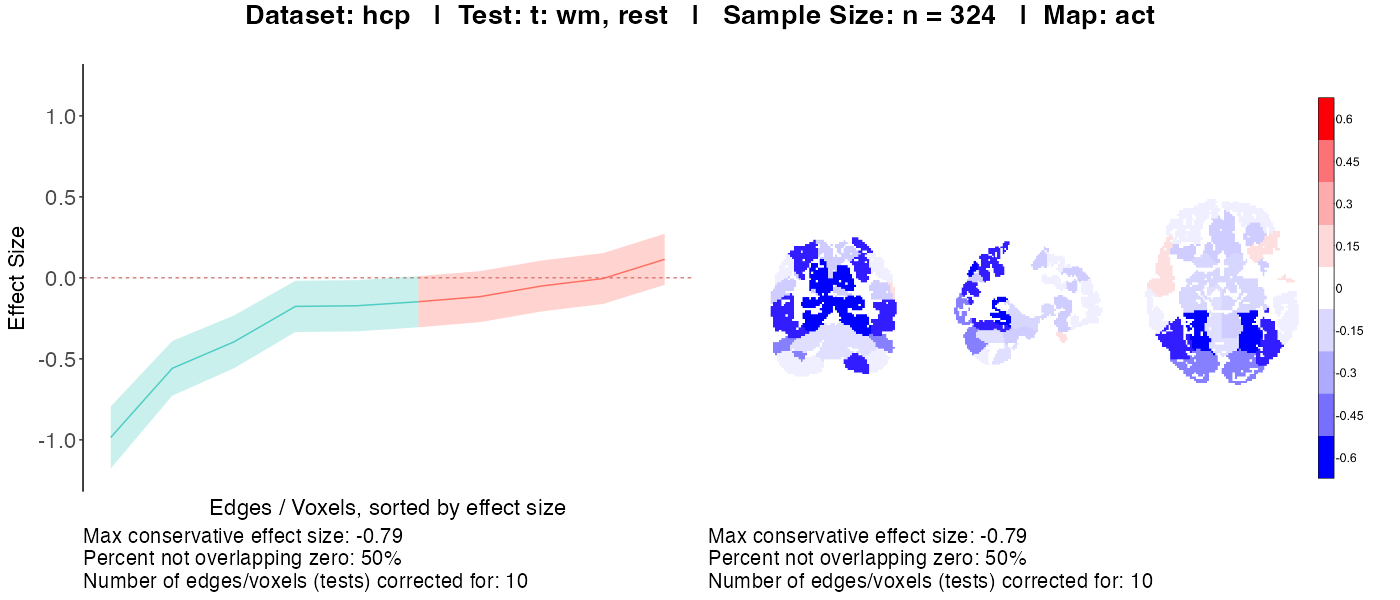 Dataset: hcp | Test: t: wm, rest | Sample Size: n = 324 | Map: act
Effect Size
1.0
0.5
0.0
-0.5
-1.0
Edges / Voxels, sorted by effect size
Max conservative effect size: -0.79
Percent not overlapping zero: 50%
Number of edges/voxels (tests) corrected for: 10
0.6
0.45
0.3
0.15
0
-0.15
-0.3
-0.45
-0.6
Max conservative effect size: -0.79
Percent not overlapping zero: 50%
Number of edges/voxels (tests) corrected for: 10